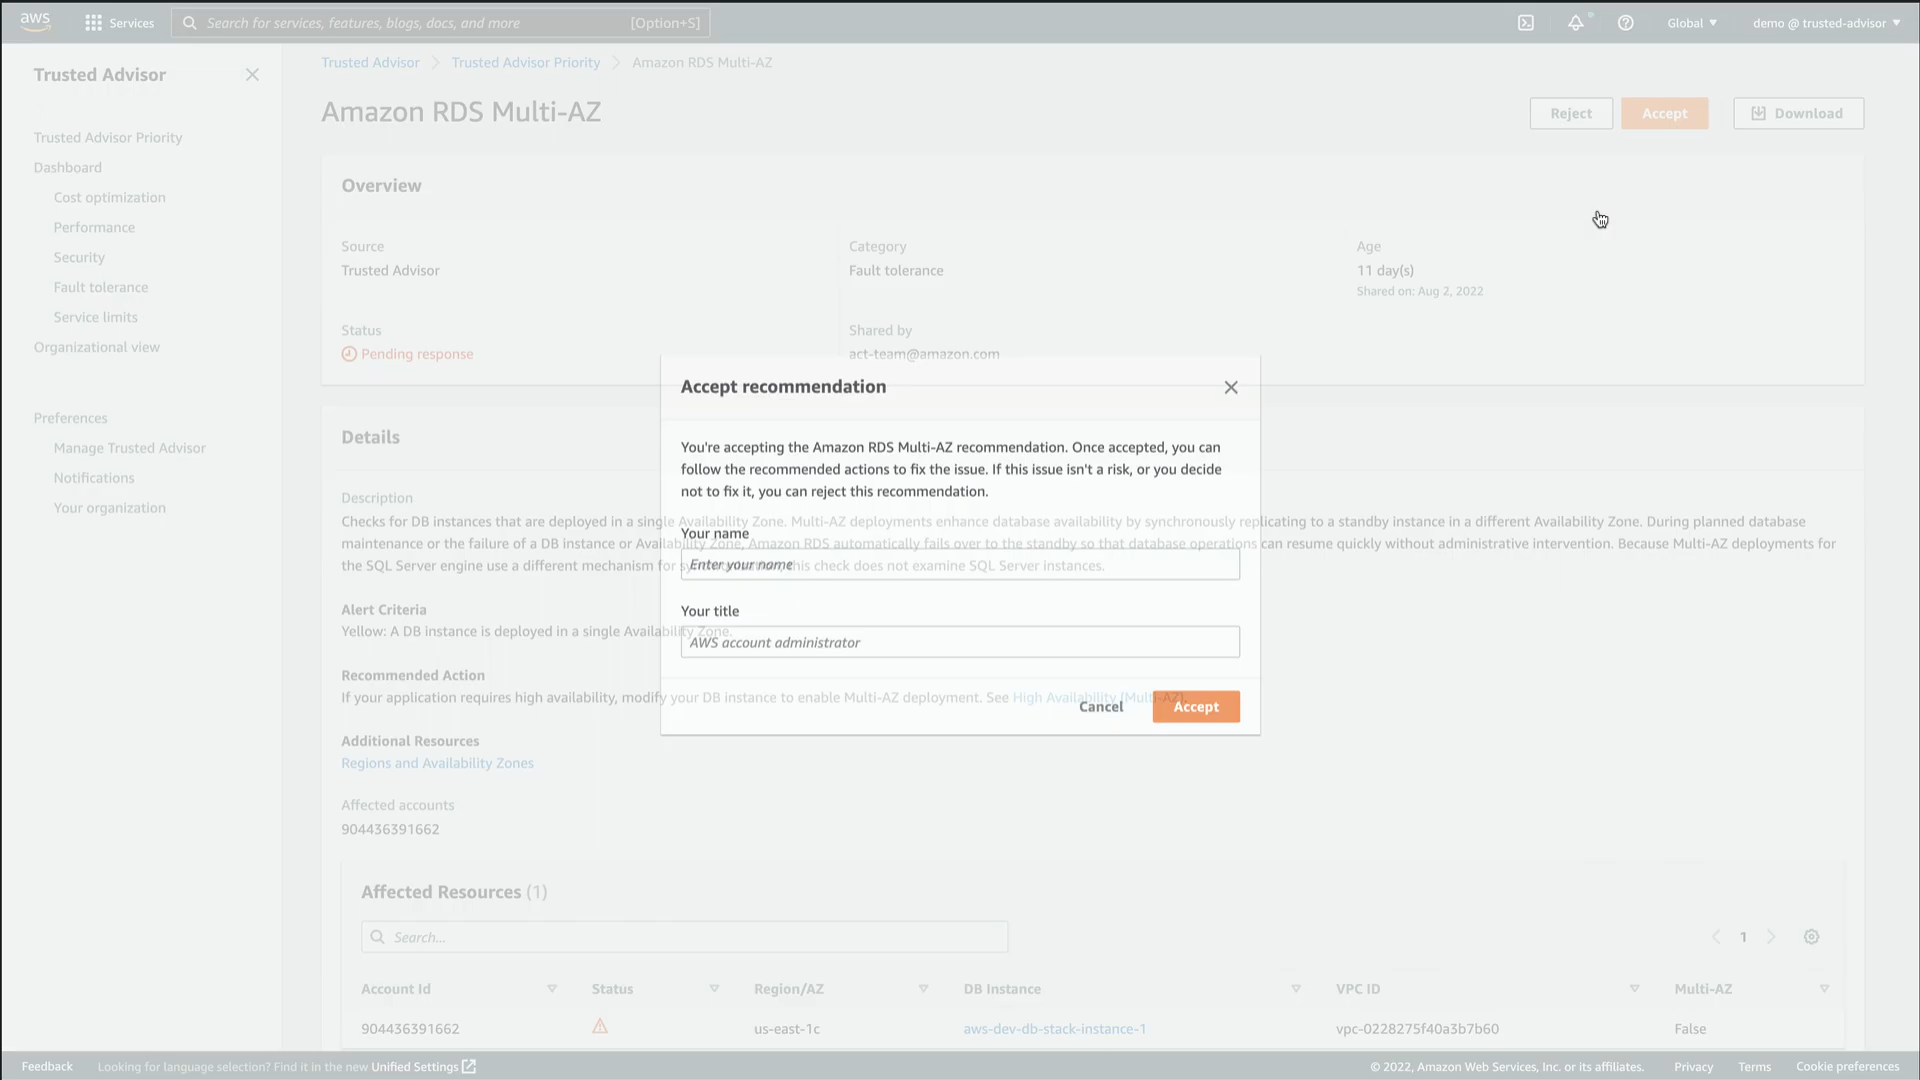 aws
Services
Search for services, features, blogs, docs, and more
[Option+S]
Global
demo @ trusted-advisor
Trusted Advisor
Trusted Advisor Priority
Dashboard
Cost optimization
Performance
Security
Fault tolerance
Service limits
Organizational view
Preferences
Manage Trusted Advisor
Notifications
Your organization
Trusted Advisor > Trusted Advisor Priority > Amazon RDS Multi-AZ
Amazon RDS Multi-AZ
Reject
Accept
Download
Overview
Source
Trusted Advisor
Category
Fault tolerance
Age
11 day(s)
Shared on: Aug 2, 2022
Status
Pending response
Shared by
act-team@amazon.com
Accept recommendation
You're accepting the Amazon RDS Multi-AZ recommendation. Once accepted, you can
follow the recommended actions to fix the issue. If this issue isn't a risk, or you decide
not to fix it, you can reject this recommendation.
Your name
Enter your name
Your title
AWS account administrator
Cancel
Accept
Details
Description
Checks for DB instances that are deployed in a single Availability Zone. Multi-AZ deployments enhance database availability by synchronously replicating to a standby instance in a different Availability Zone. During planned database
maintenance or the failure of a DB instance or Availability Zone, Amazon RDS automatically fails over to the standby so that database operations can resume quickly without administrative intervention. Because Multi-AZ deployments for
the SQL Server engine use a different mechanism for this check does not examine SQL Server instances.
Alert Criteria
Yellow: A DB instance is deployed in a single Availability Zone.
Recommended Action
If your application requires high availability, modify your DB instance to enable Multi-AZ deployment. See High Availability (Multi-AZ).
Additional Resources
Regions and Availability Zones
Affected accounts
904436391662
Affected Resources (1)
Search...
1
Account Id
Status
Region/AZ
DB Instance
VPC ID
Multi-AZ
904436391662
us-east-1c
aws-dev-db-stack-instance-1
vpc-0228275f40a3b7b60
False
Feedback
Looking for language selection? Find it in the new Unified Settings
© 2022, Amazon Web Services, Inc. or its affiliates.
Privacy
Terms
Cookie preferences